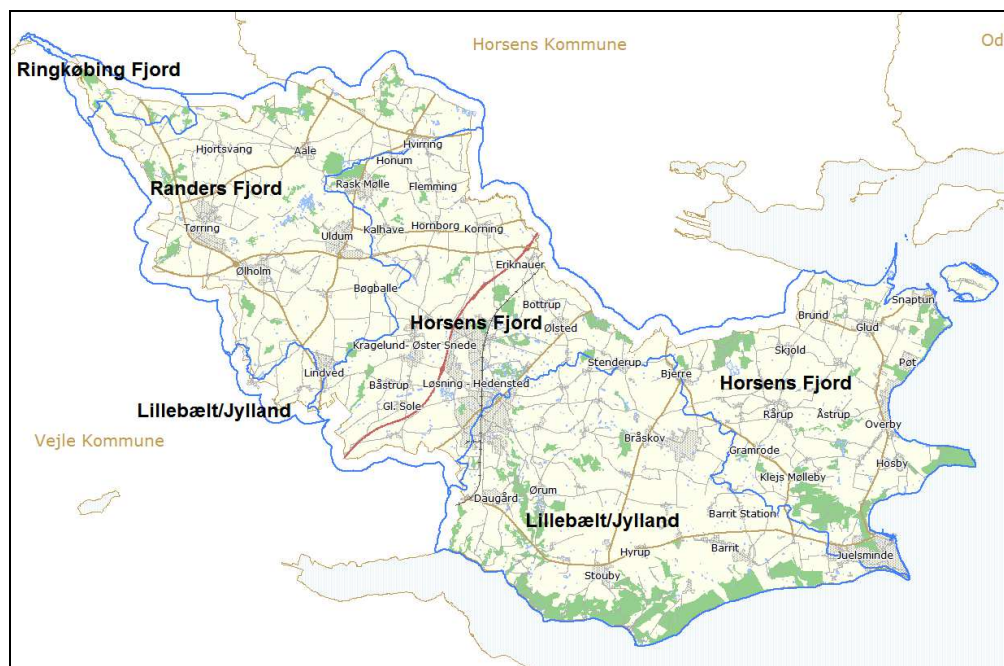 Horsens Kommune
Od
Ringkøbing Fjord
Hvirring
Hjortsvang
Aale
Honum
Rask Mølle
Flemming
Randers Fjord
Tørring
Uldum
Kalhave
Hornborg
Korning
Ølholm
Eriknauer
Bøgballe
Bottrup
Snaptun
Brund
Glud
Horsens Fjord
Ølsted
Kragelund
Øster Snede
Stenderup
Skjold
Pøt
Lindved
Bjerre
Båstrup
Løsning - Hedensted
Horsens Fjord
Lillebælt/Jylland
Gl. Sole
Rårup
Åstrup
Overby
Vejle Kommune
Bråskov
Gramrode
Hosby
Klejs Mølleby
Daugård
Ørum
Lillebælt/Jylland
Barrit Station
Hyrup
Barrit
Juelsminde
Stouby